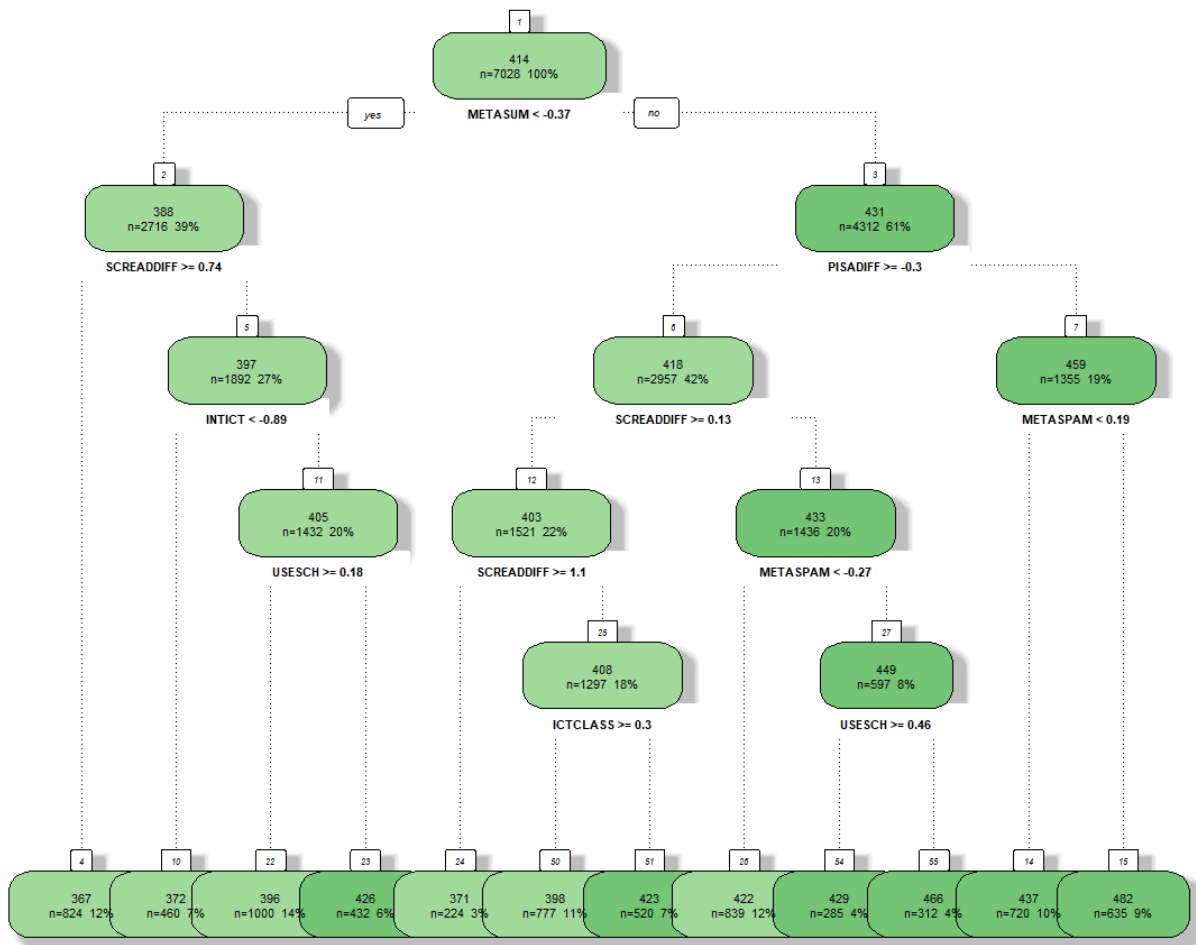 1
414
n=7028 100%
yes
METASUM < -0.37
no
2
3
388
n=2716 39%
431
n=4312 61%
SCREADDIFF >= 0.74
PISADIFF >= -0.3
5
6
7
397
n=1892 27%
418
n=2957 42%
459
n=1355 19%
INTICT < -0.89
SCREADDIFF >= 0.13
METASPAM < 0.19
11
12
13
405
n=1432 20%
403
n=1521 22%
433
n=1436 20%
USESCH >= 0.18
SCREADDIFF >= 1.1
METASPAM < -0.27
25
27
408
n=1297 18%
449
n=597 8%
ICTCLASS >= 0.3
USESCH >= 0.46
4
10
22
23
24
50
51
26
54
55
14
15
367
n=824 12%
372
n=460 7%
396
n=1000 14%
426
n=432 6%
371
n=224 3%
398
n=777 11%
423
n=520 7%
422
n=839 12%
429
n=285 4%
466
n=312 4%
437
n=720 10%
482
n=635 9%